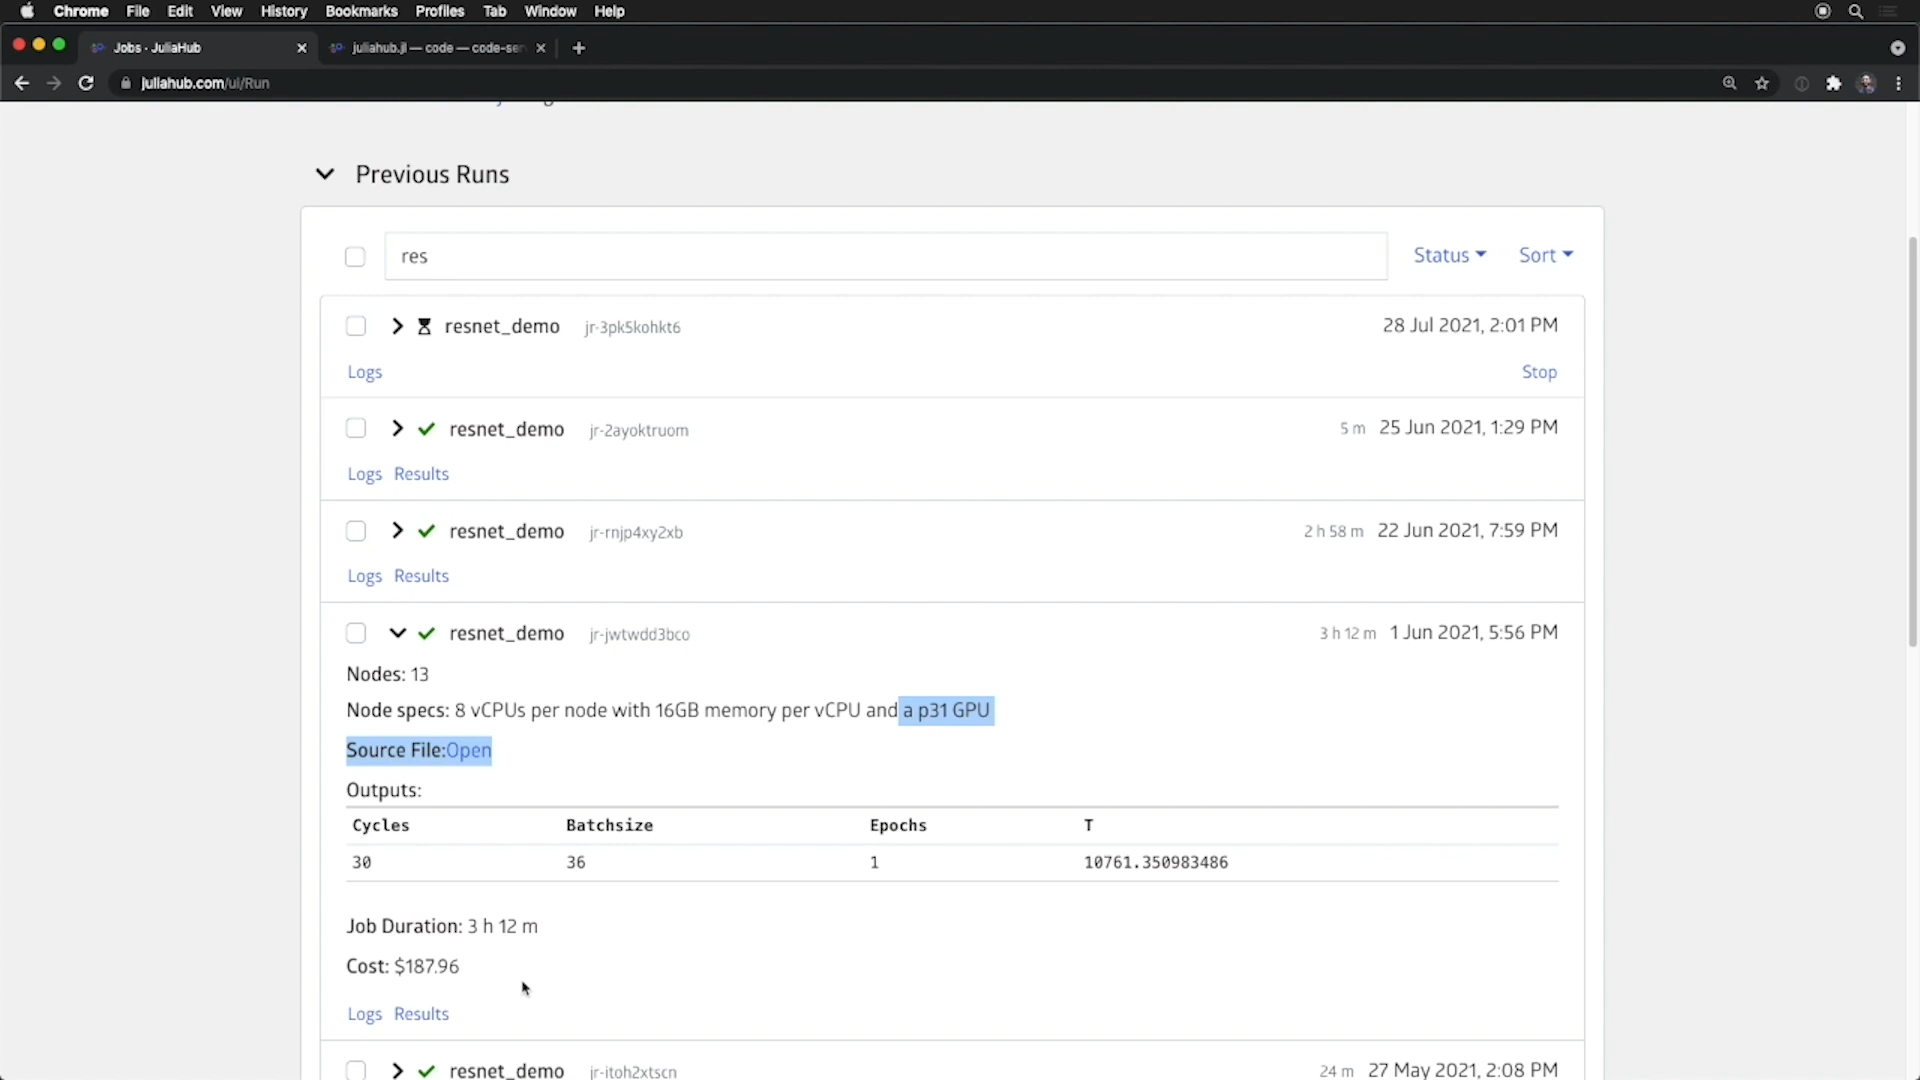 Chrome File Edit View History Bookmarks Profiles Tab Window Help
Jobs · JuliaHub juliahub.jl — code — code-ser
juliahub.com/ui/Run
Previous Runs
res Status Sort
resnet_demo jr-3pk5kohkt6 28 Jul 2021, 2:01 PM
Logs Stop
resnet_demo jr-2ayoktruom 5 m 25 Jun 2021, 1:29 PM
Logs Results
resnet_demo jr-rnjp4xy2xb 2 h 58 m 22 Jun 2021, 7:59 PM
Logs Results
resnet_demo jr-jwtwdd3bco 3 h 12 m 1 Jun 2021, 5:56 PM
Nodes: 13
Node specs: 8 vCPUs per node with 16GB memory per vCPU and a p31 GPU
Source File:Open
Outputs:
Cycles Batchsize Epochs T
30 36 1 10761.350983486
Job Duration: 3 h 12 m
Cost: $187.96
Logs Results
resnet_demo jr-itoh2xtscn 24 m 27 May 2021, 2:08 PM